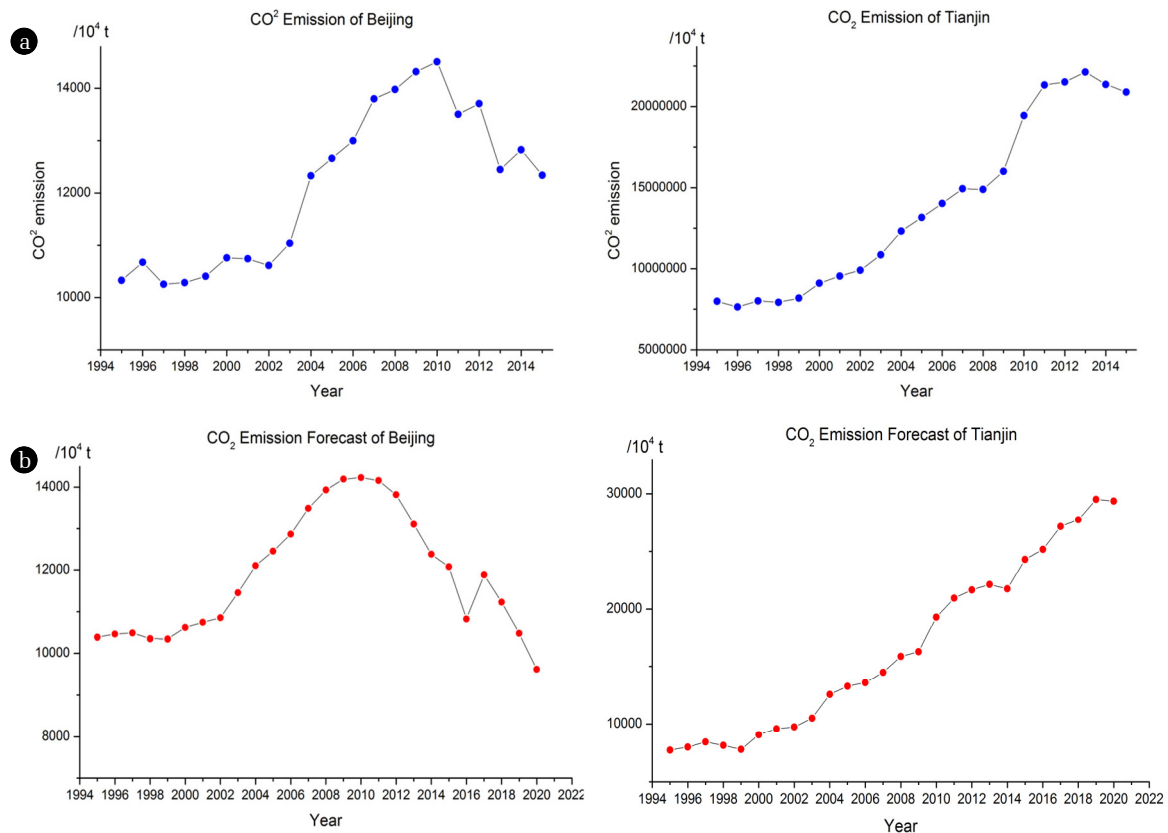 a
CO² Emission of Beijing
/10⁴ t
14000
12000
10000
CO² emission
1994 1996 1998 2000 2002 2004 2006 2008 2010 2012 2014
Year
CO₂ Emission of Tianjin
/10⁴ t
20000000
15000000
10000000
5000000
CO² emission
1994 1996 1998 2000 2002 2004 2006 2008 2010 2012 2014
Year
b
CO₂ Emission Forecast of Beijing
/10⁴ t
14000
12000
10000
8000
1994 1996 1998 2000 2002 2004 2006 2008 2010 2012 2014 2016 2018 2020 2022
Year
CO₂ Emission Forecast of Tianjin
/10⁴ t
30000
20000
10000
1994 1996 1998 2000 2002 2004 2006 2008 2010 2012 2014 2016 2018 2020 2022
Year